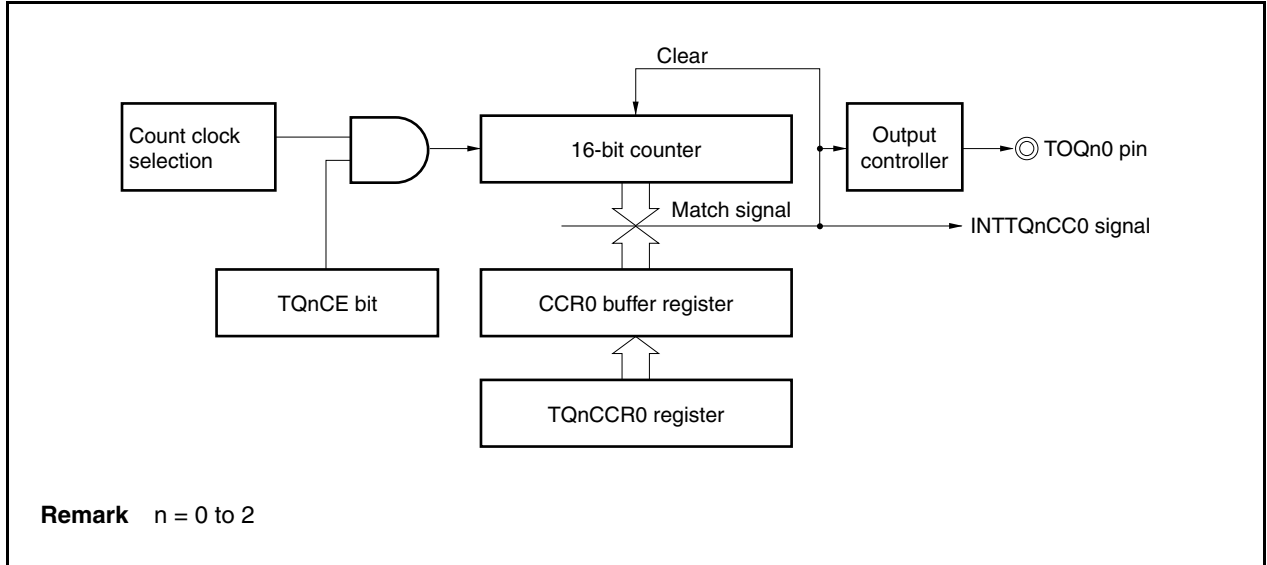 Clear
Count clock
selection
16-bit counter
Output
controller
TOQn0 pin
Match signal
INTTQnCC0 signal
TQnCE bit
CCR0 buffer register
TQnCCR0 register
Remark n = 0 to 2